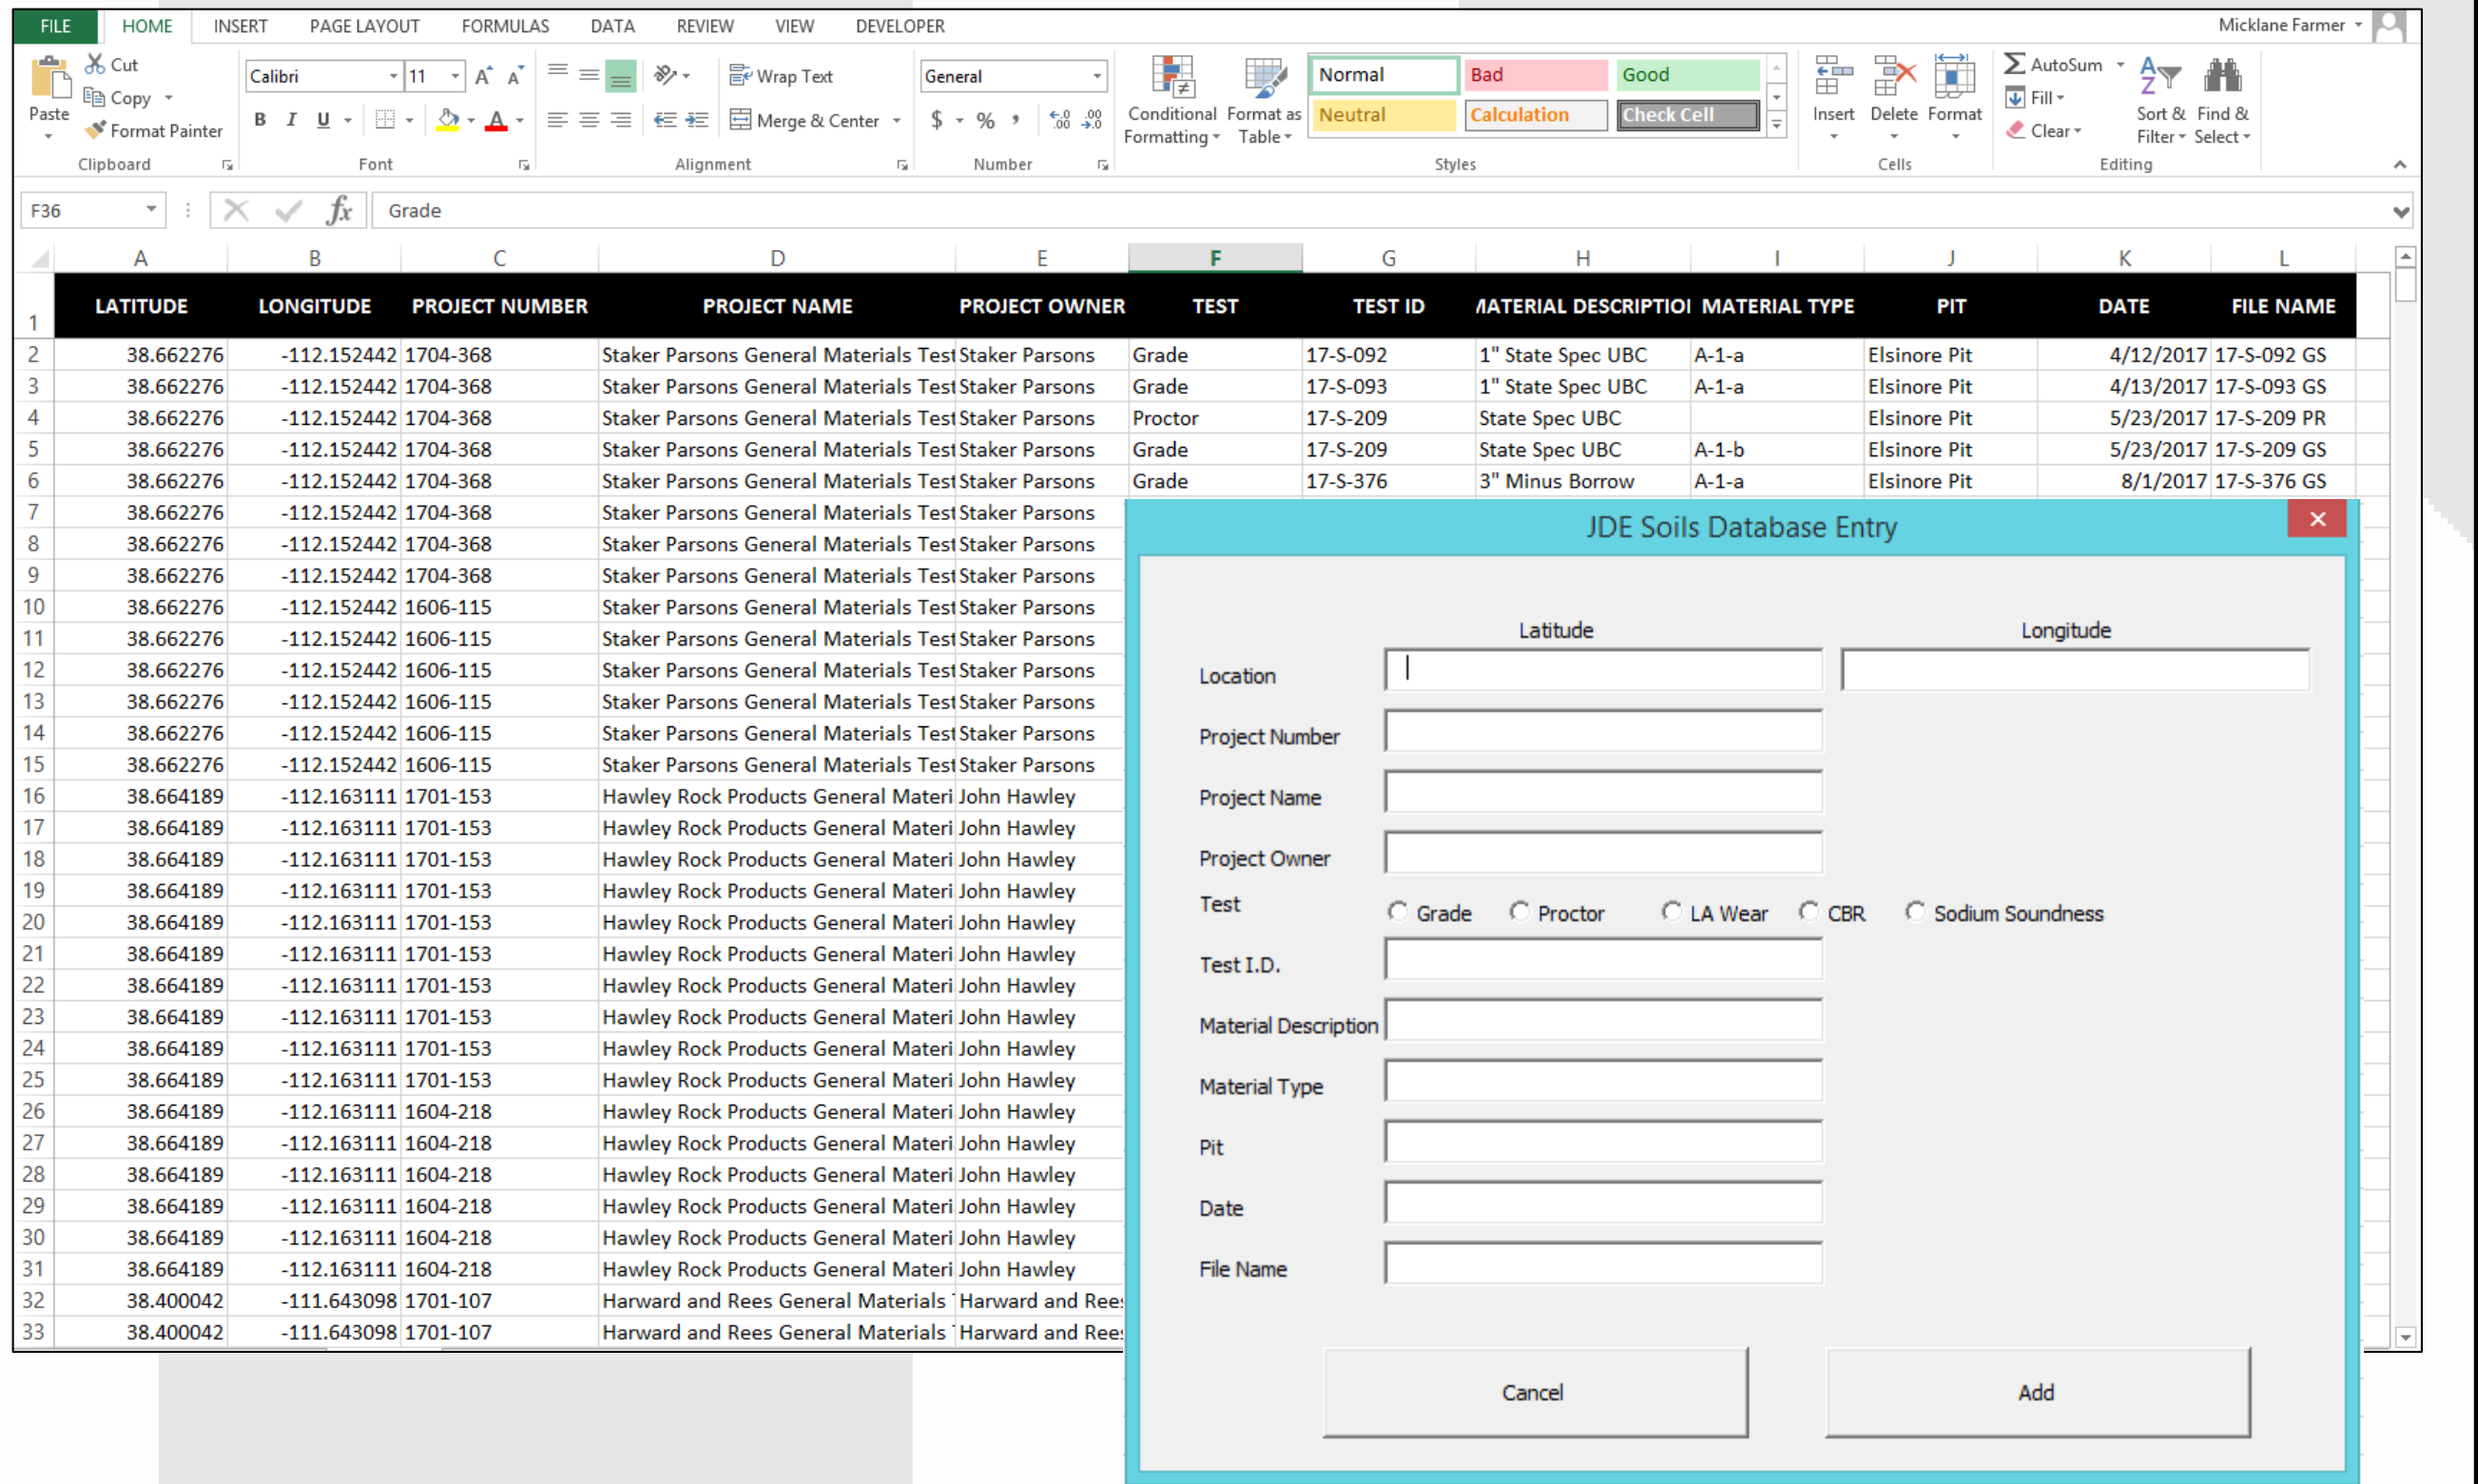 FILE HOME INSERT PAGE LAYOUT FORMULAS DATA REVIEW VIEW DEVELOPER Micklane Farmer
Cut
Copy
Format Painter
Paste
Calibri 11 A A
B I U A
Wrap Text
Merge & Center
General
$ % ,
Conditional Formatting
Format as Table
Normal Bad Good
Neutral Calculation Check Cell
Insert Delete Format
AutoSum
Fill
Clear
Sort & Filter
Find & Select
Clipboard Font Alignment Number Styles Cells Editing
F36 fx Grade
A B C D E F G H I J K L
1 LATITUDE LONGITUDE PROJECT NUMBER PROJECT NAME PROJECT OWNER TEST TEST ID MATERIAL DESCRIPTIOI MATERIAL TYPE PIT DATE FILE NAME
2 38.662276 -112.152442 1704-368 Staker Parsons General Materials Test Staker Parsons Grade 17-S-092 1" State Spec UBC A-1-a Elsinore Pit 4/12/2017 17-S-092 GS
3 38.662276 -112.152442 1704-368 Staker Parsons General Materials Test Staker Parsons Grade 17-S-093 1" State Spec UBC A-1-a Elsinore Pit 4/13/2017 17-S-093 GS
4 38.662276 -112.152442 1704-368 Staker Parsons General Materials Test Staker Parsons Proctor 17-S-209 State Spec UBC Elsinore Pit 5/23/2017 17-S-209 PR
5 38.662276 -112.152442 1704-368 Staker Parsons General Materials Test Staker Parsons Grade 17-S-209 State Spec UBC A-1-b Elsinore Pit 5/23/2017 17-S-209 GS
6 38.662276 -112.152442 1704-368 Staker Parsons General Materials Test Staker Parsons Grade 17-S-376 3" Minus Borrow A-1-a Elsinore Pit 8/1/2017 17-S-376 GS
7 38.662276 -112.152442 1704-368 Staker Parsons General Materials Test Staker Parsons
8 38.662276 -112.152442 1704-368 Staker Parsons General Materials Test Staker Parsons
9 38.662276 -112.152442 1704-368 Staker Parsons General Materials Test Staker Parsons
10 38.662276 -112.152442 1606-115 Staker Parsons General Materials Test Staker Parsons
11 38.662276 -112.152442 1606-115 Staker Parsons General Materials Test Staker Parsons
12 38.662276 -112.152442 1606-115 Staker Parsons General Materials Test Staker Parsons
13 38.662276 -112.152442 1606-115 Staker Parsons General Materials Test Staker Parsons
14 38.662276 -112.152442 1606-115 Staker Parsons General Materials Test Staker Parsons
15 38.662276 -112.152442 1606-115 Staker Parsons General Materials Test Staker Parsons
16 38.664189 -112.163111 1701-153 Hawley Rock Products General Materi John Hawley
17 38.664189 -112.163111 1701-153 Hawley Rock Products General Materi John Hawley
18 38.664189 -112.163111 1701-153 Hawley Rock Products General Materi John Hawley
19 38.664189 -112.163111 1701-153 Hawley Rock Products General Materi John Hawley
20 38.664189 -112.163111 1701-153 Hawley Rock Products General Materi John Hawley
21 38.664189 -112.163111 1701-153 Hawley Rock Products General Materi John Hawley
22 38.664189 -112.163111 1701-153 Hawley Rock Products General Materi John Hawley
23 38.664189 -112.163111 1701-153 Hawley Rock Products General Materi John Hawley
24 38.664189 -112.163111 1701-153 Hawley Rock Products General Materi John Hawley
25 38.664189 -112.163111 1701-153 Hawley Rock Products General Materi John Hawley
26 38.664189 -112.163111 1604-218 Hawley Rock Products General Materi John Hawley
27 38.664189 -112.163111 1604-218 Hawley Rock Products General Materi John Hawley
28 38.664189 -112.163111 1604-218 Hawley Rock Products General Materi John Hawley
29 38.664189 -112.163111 1604-218 Hawley Rock Products General Materi John Hawley
30 38.664189 -112.163111 1604-218 Hawley Rock Products General Materi John Hawley
31 38.664189 -112.163111 1604-218 Hawley Rock Products General Materi John Hawley
32 38.400042 -111.643098 1701-107 Harward and Rees General Materials Harward and Rees
33 38.400042 -111.643098 1701-107 Harward and Rees General Materials Harward and Rees
JDE Soils Database Entry
Latitude Longitude
Location
Project Number
Project Name
Project Owner
Test Grade Proctor LA Wear CBR Sodium Soundness
Test I.D.
Material Description
Material Type
Pit
Date
File Name
Cancel Add